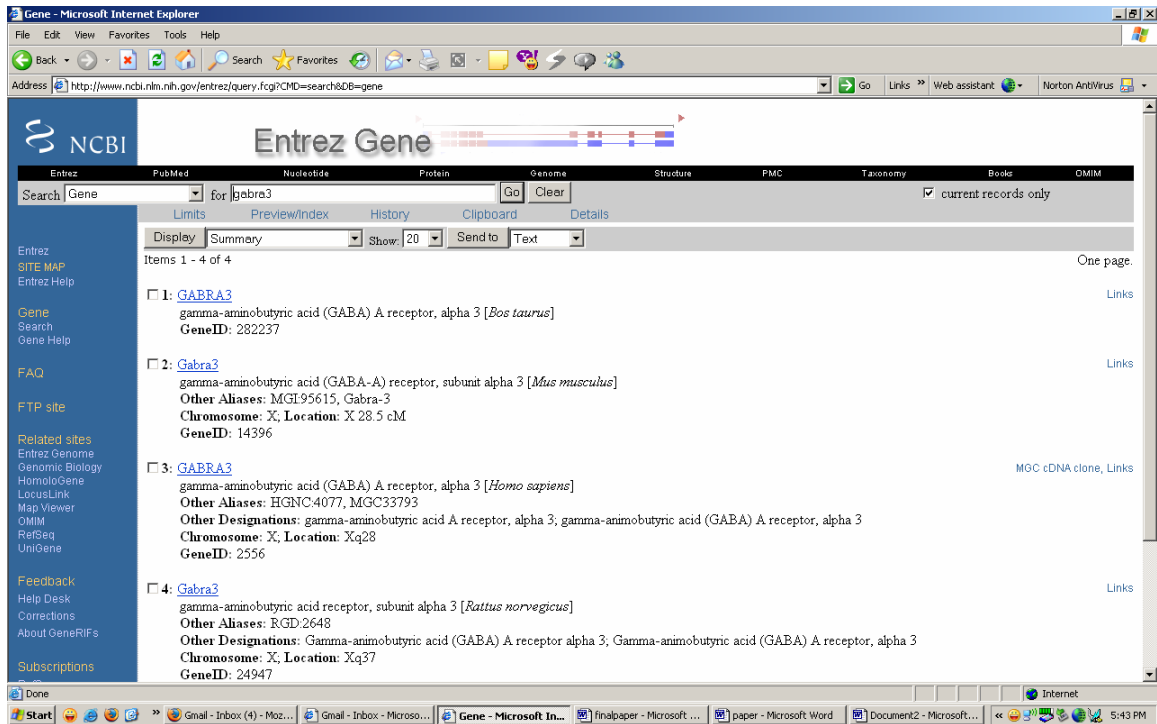 Gene - Microsoft Internet Explorer
File Edit View Favorites Tools Help
Back Search Favorites
Address http://www.ncbi.nlm.nih.gov/entrez/query.fcgi?CMD=search&DB=gene Go Links » Web assistant Norton AntiVirus
NCBI Entrez Gene
Entrez PubMed Nucleotide Protein Genome Structure PMC Taxonomy Books OMIM
Search Gene for gabra3 Go Clear current records only
Limits Preview/Index History Clipboard Details
Display Summary Show: 20 Send to Text
Items 1 - 4 of 4 One page.
Entrez
SITE MAP
Entrez Help
Gene
Search
Gene Help
FAQ
FTP site
Related sites
Entrez Genome
Genomic Biology
HomoloGene
LocusLink
Map Viewer
OMIM
RefSeq
UniGene
Feedback
Help Desk
Corrections
About GeneRIFs
Subscriptions
1: GABRA3 Links
gamma-aminobutyric acid (GABA) A receptor, alpha 3 [Bos taurus]
GeneID: 282237
2: Gabra3 Links
gamma-aminobutyric acid (GABA-A) receptor, subunit alpha 3 [Mus musculus]
Other Aliases: MGI:95615, Gabra-3
Chromosome: X; Location: X 28.5 cM
GeneID: 14396
3: GABRA3 MGC cDNA clone, Links
gamma-aminobutyric acid (GABA) A receptor, alpha 3 [Homo sapiens]
Other Aliases: HGNC:4077, MGC33793
Other Designations: gamma-aminobutyric acid A receptor, alpha 3; gamma-animobutyric acid (GABA) A receptor, alpha 3
Chromosome: X; Location: Xq28
GeneID: 2556
4: Gabra3 Links
gamma-aminobutyric acid receptor, subunit alpha 3 [Rattus norvegicus]
Other Aliases: RGD:2648
Other Designations: Gamma-animobutyric acid (GABA) A receptor alpha 3; Gamma-animobutyric acid (GABA) A receptor, alpha 3
Chromosome: X; Location: Xq37
GeneID: 24947
Done Internet
Start » Gmail - Inbox (4) - Moz... Gmail - Inbox - Microso... Gene - Microsoft In... finalpaper - Microsoft ... paper - Microsoft Word Document2 - Microsoft... « 5:43 PM